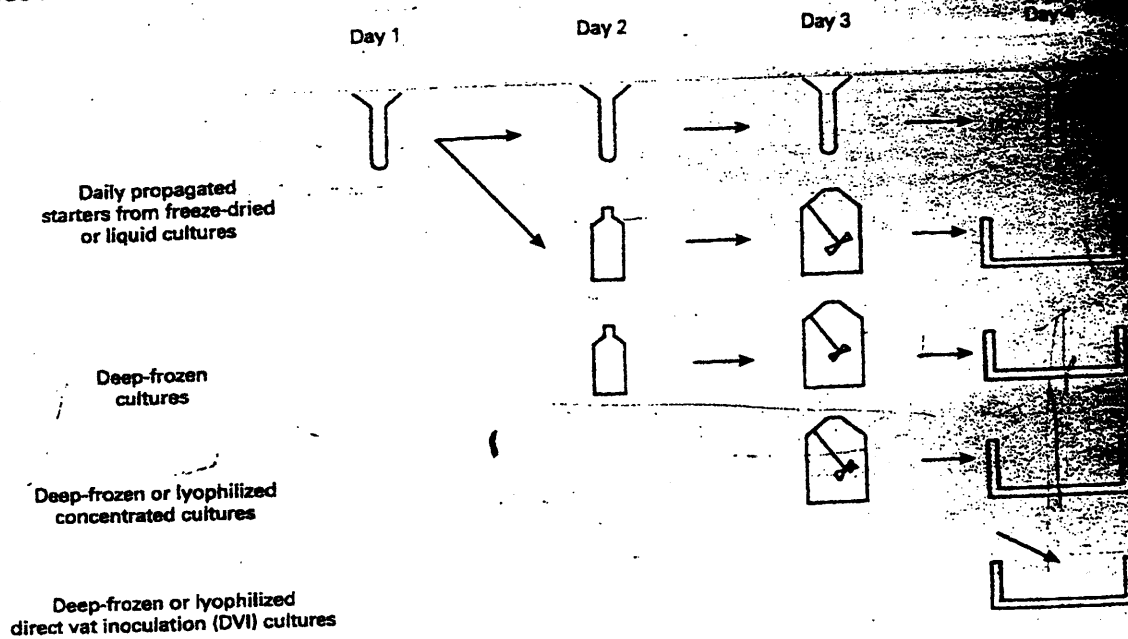 Day 1
Day 2
Day 3
Day
Daily propagated
starters from freeze-dried
or liquid cultures
Deep-frozen
cultures
Deep-frozen or lyophilized
concentrated cultures
Deep-frozen or lyophilized
direct vat inoculation (DVI) cultures